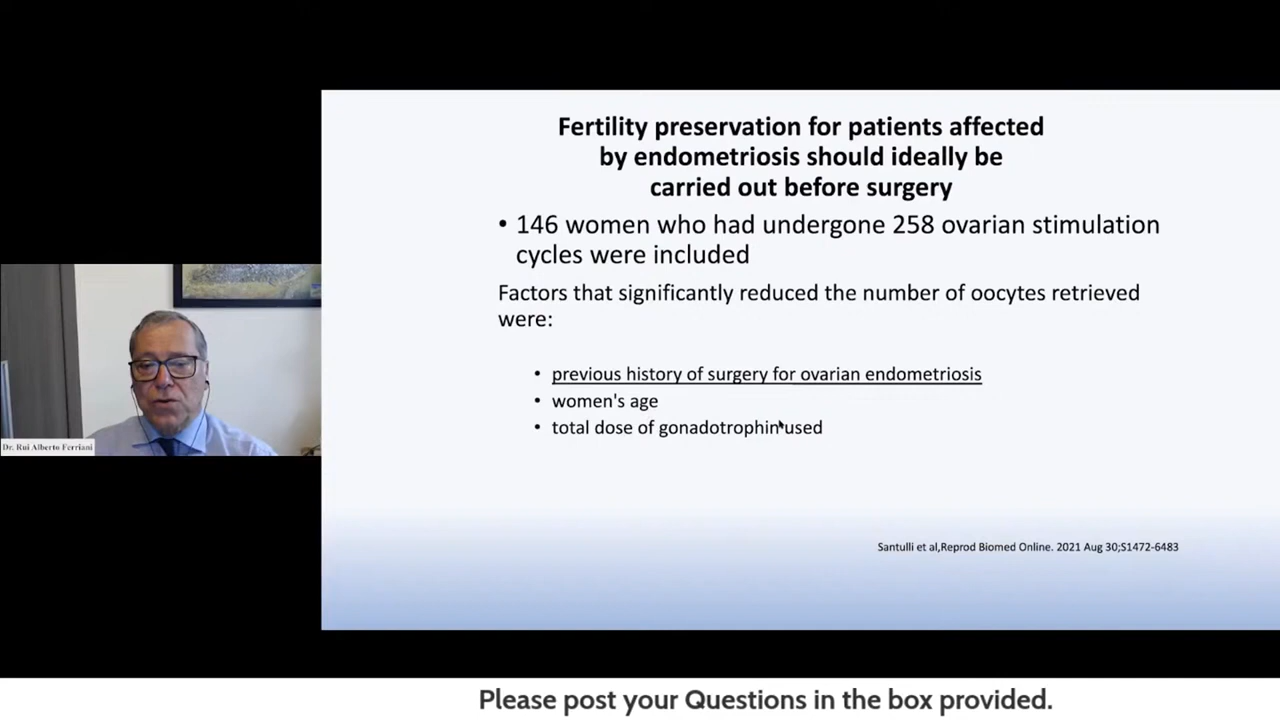 Fertility preservation for patients affected
by endometriosis should ideally be
carried out before surgery
• 146 women who had undergone 258 ovarian stimulation
cycles were included
Factors that significantly reduced the number of oocytes retrieved
were:
• previous history of surgery for ovarian endometriosis
• women's age
• total dose of gonadotrophin used
Dr. Rui Alberto Ferriani
Santulli et al,Reprod Biomed Online. 2021 Aug 30;S1472-6483
Please post your Questions in the box provided.